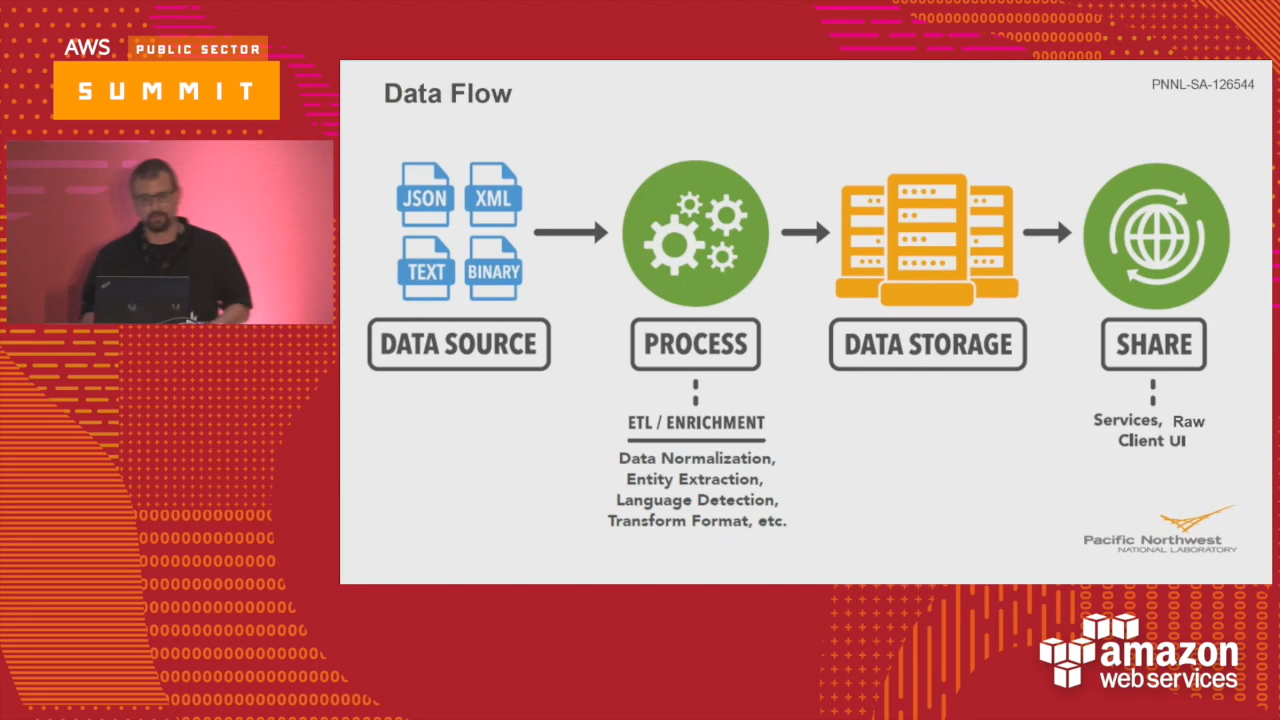 AWS PUBLIC SECTOR
SUMMIT
Data Flow
PNNL-SA-126544
JSON
XML
TEXT
BINARY
DATA SOURCE
PROCESS
DATA STORAGE
SHARE
ETL / ENRICHMENT
Data Normalization,
Entity Extraction,
Language Detection,
Transform Format, etc.
Services, Raw
Client UI
Pacific Northwest
NATIONAL LABORATORY
amazon
web services